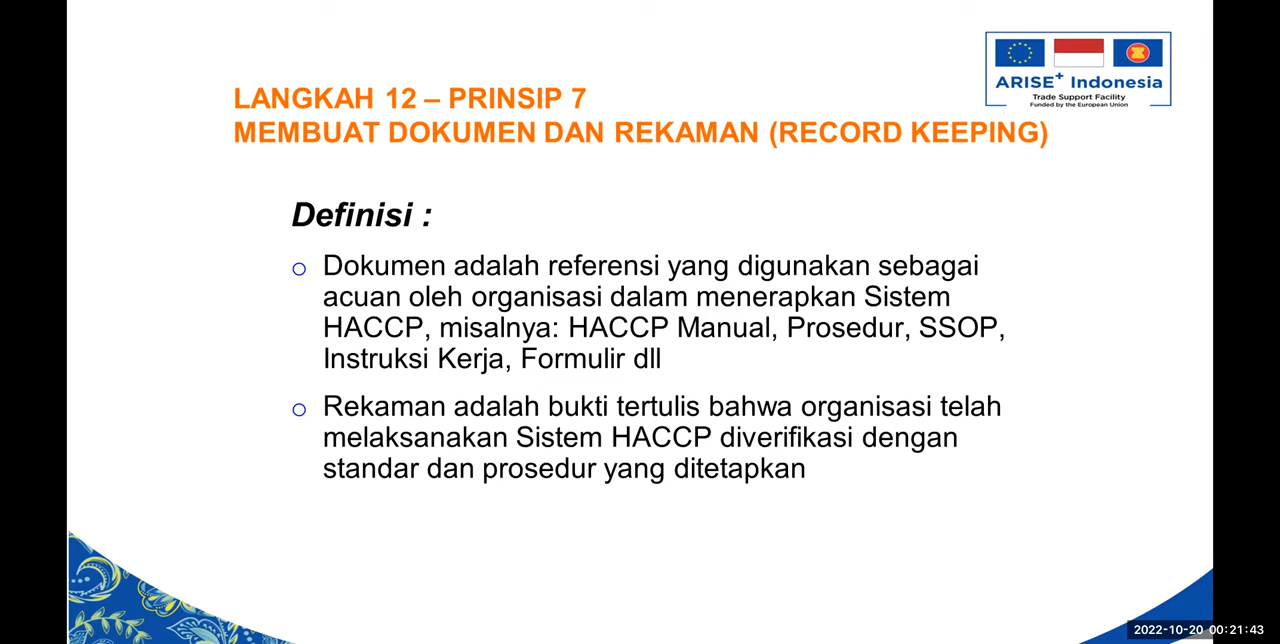 ARISE+ Indonesia
Trade Support Facility
Funded by the European Union
LANGKAH 12 – PRINSIP 7
MEMBUAT DOKUMEN DAN REKAMAN (RECORD KEEPING)
Definisi :
Dokumen adalah referensi yang digunakan sebagai
acuan oleh organisasi dalam menerapkan Sistem
HACCP, misalnya: HACCP Manual, Prosedur, SSOP,
Instruksi Kerja, Formulir dll
Rekaman adalah bukti tertulis bahwa organisasi telah
melaksanakan Sistem HACCP diverifikasi dengan
standar dan prosedur yang ditetapkan
2022-10-20 00:21:43